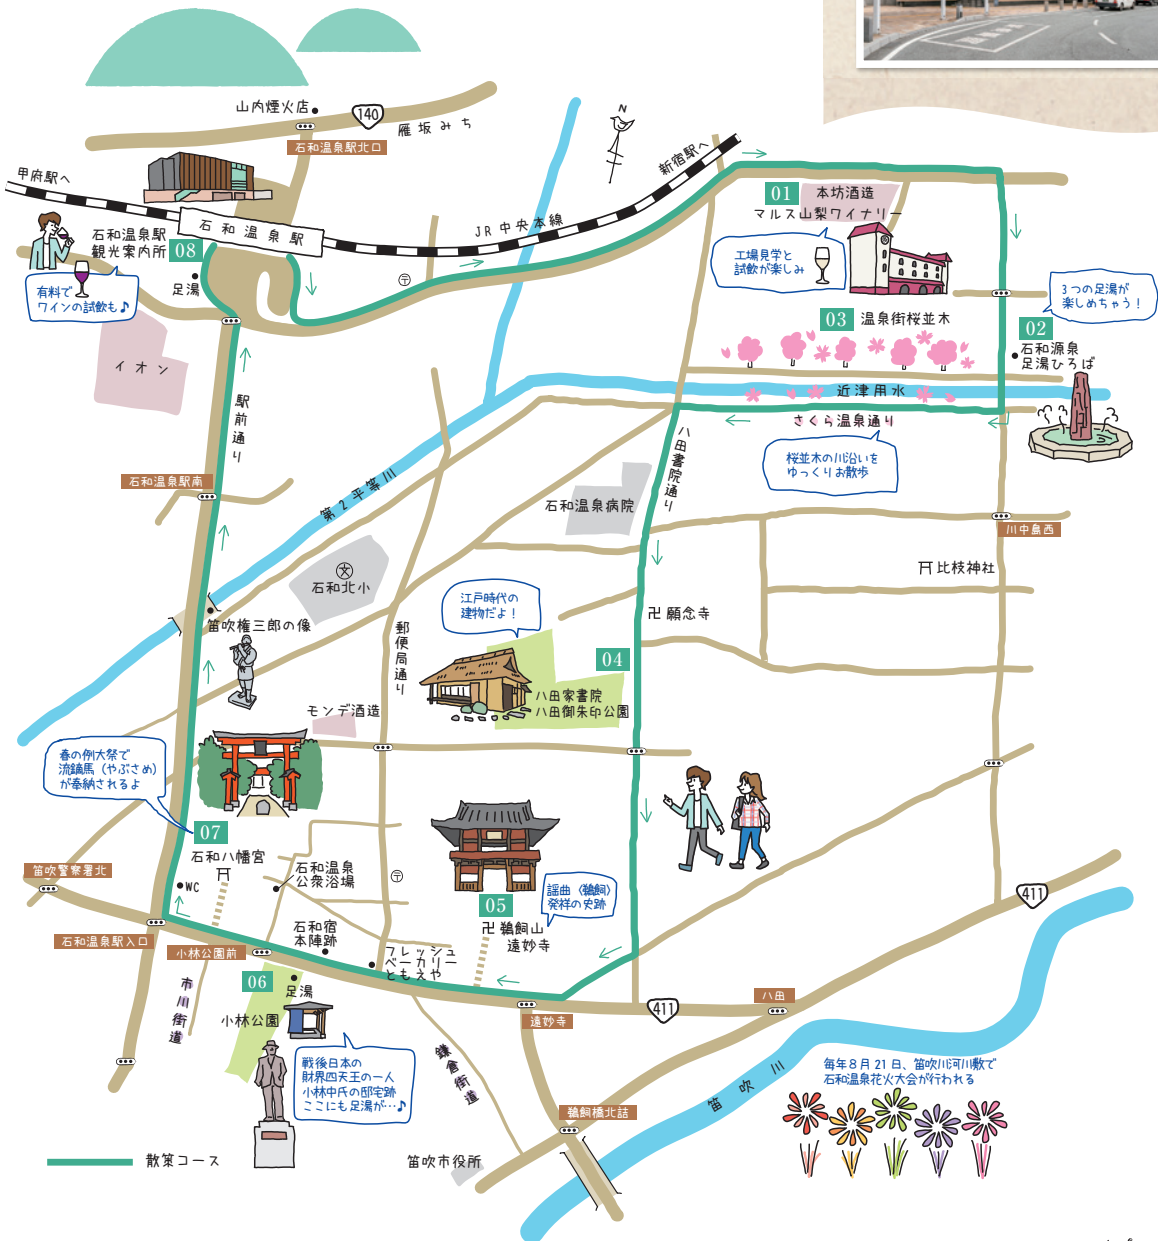 山内煙火店
140
雁坂みち
石和温泉駅北口
N
甲府駅へ
新宿駅へ
石和温泉駅
JR中央本線
石和温泉駅
観光案内所
08
足湯
有料で
ワインの試飲も♪
〒
01
本坊酒造
マルス山梨ワイナリー
工場見学と
試飲が楽しみ
3つの足湯が
楽しめちゃう!
02
石和源泉
足湯ひろば
03
温泉街桜並木
近津用水
さくら温泉通り
桜並木の川沿いを
ゆっくりお散歩
イオン
駅前通り
石和温泉駅南
第2平等川
八田書院通り
石和温泉病院
川中島西
比枝神社
文
石和北小
笛吹権三郎の像
江戸時代の
建物だよ!
卍 願念寺
郵便局通り
04
八田家書院
八田御朱印公園
モンデ酒造
春の例大祭で
流鏑馬(やぶさめ)
が奉納されるよ
07
石和八幡宮
WC
笛吹警察署北
石和温泉駅入口
石和温泉
公衆浴場
〒
05
卍 鵜飼山
遠妙寺
謡曲〈鵜飼〉
発祥の史跡
石和宿
本陣跡
フレッシュ
ベーカリー
ともえや
小林公園前
06
足湯
小林公園
市川街道
411
411
八田
遠妙寺
鎌倉街道
戦後日本の
財界四天王の一人
小林中氏の邸宅跡
ここにも足湯が…♪
毎年8月21日、笛吹川河川敷で
石和温泉花火大会が行われる
笛吹川
鵜飼橋北詰
笛吹市役所
散策コース